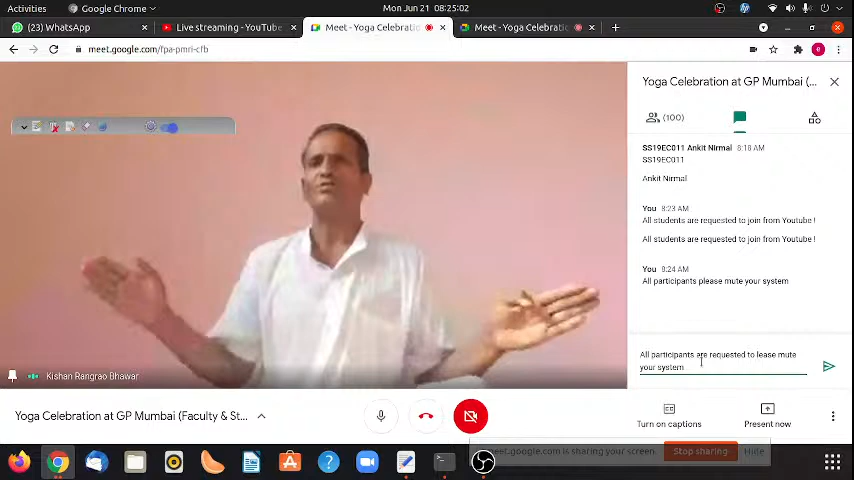 Activities
Google Chrome
Mon Jun 21 08:25:02
(23) WhatsApp
Live streaming - YouTube
Meet - Yoga Celebratio
Meet - Yoga Celebration
meet.google.com/fpa-pmri-cfb
e
Yoga Celebration at GP Mumbai (...
(100)
SS19EC011 Ankit Nirmal 8:18 AM
SS19EC011
Ankit Nirmal
You 8:23 AM
All students are requested to join from Youtube !
All students are requested to join from Youtube !
You 8:24 AM
All participants please mute your system
All participants are requested to lease mute
your system
Kishan Rangrao Bhawar
Yoga Celebration at GP Mumbai (Faculty & St...
Turn on captions
Present now
meet.google.com is sharing your screen.
Stop sharing
Hide